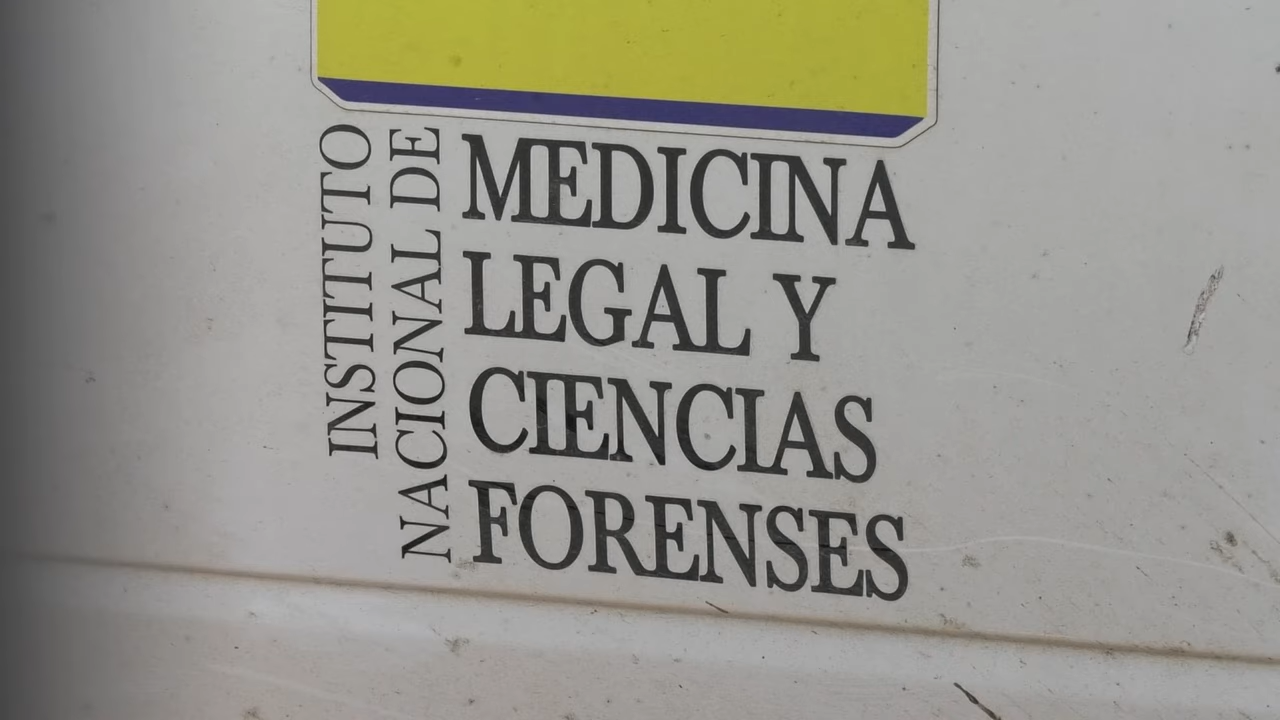 INSTITUTO
NACIONAL DE
MEDICINA
LEGAL Y
CIENCIAS
FORENSES